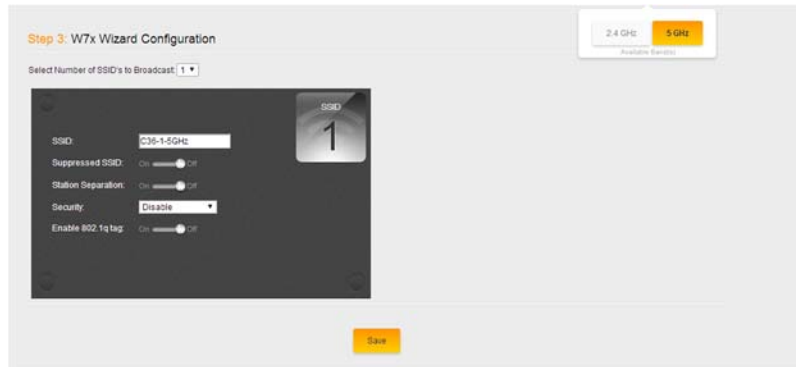 2.4 GHz 5 GHz
Available Band(s)
Step 3: W7x Wizard Configuration
Select Number of SSID's to Broadcast: 1
SSID
1
SSID: C36-1-5GHz
Suppressed SSID: On Off
Station Separation: On Off
Security: Disable
Enable 802.1q tag: On Off
Save